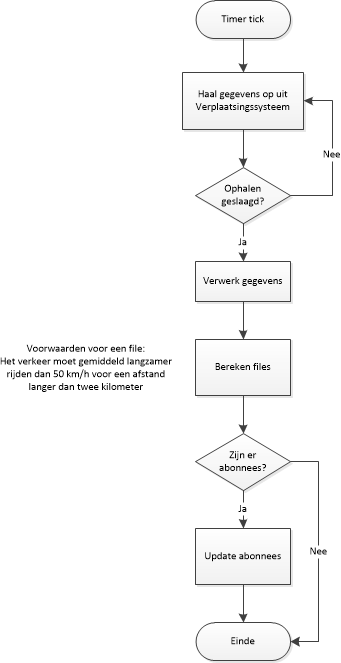 Timer tick
Haal gegevens op uit
Verplaatsingssysteem
Nee
Ophalen
geslaagd?
Ja
Verwerk gegevens
Voorwaarden voor een file:
Het verkeer moet gemiddeld langzamer
rijden dan 50 km/h voor een afstand
langer dan twee kilometer
Bereken files
Zijn er
abonnees?
Ja
Nee
Update abonnees
Einde